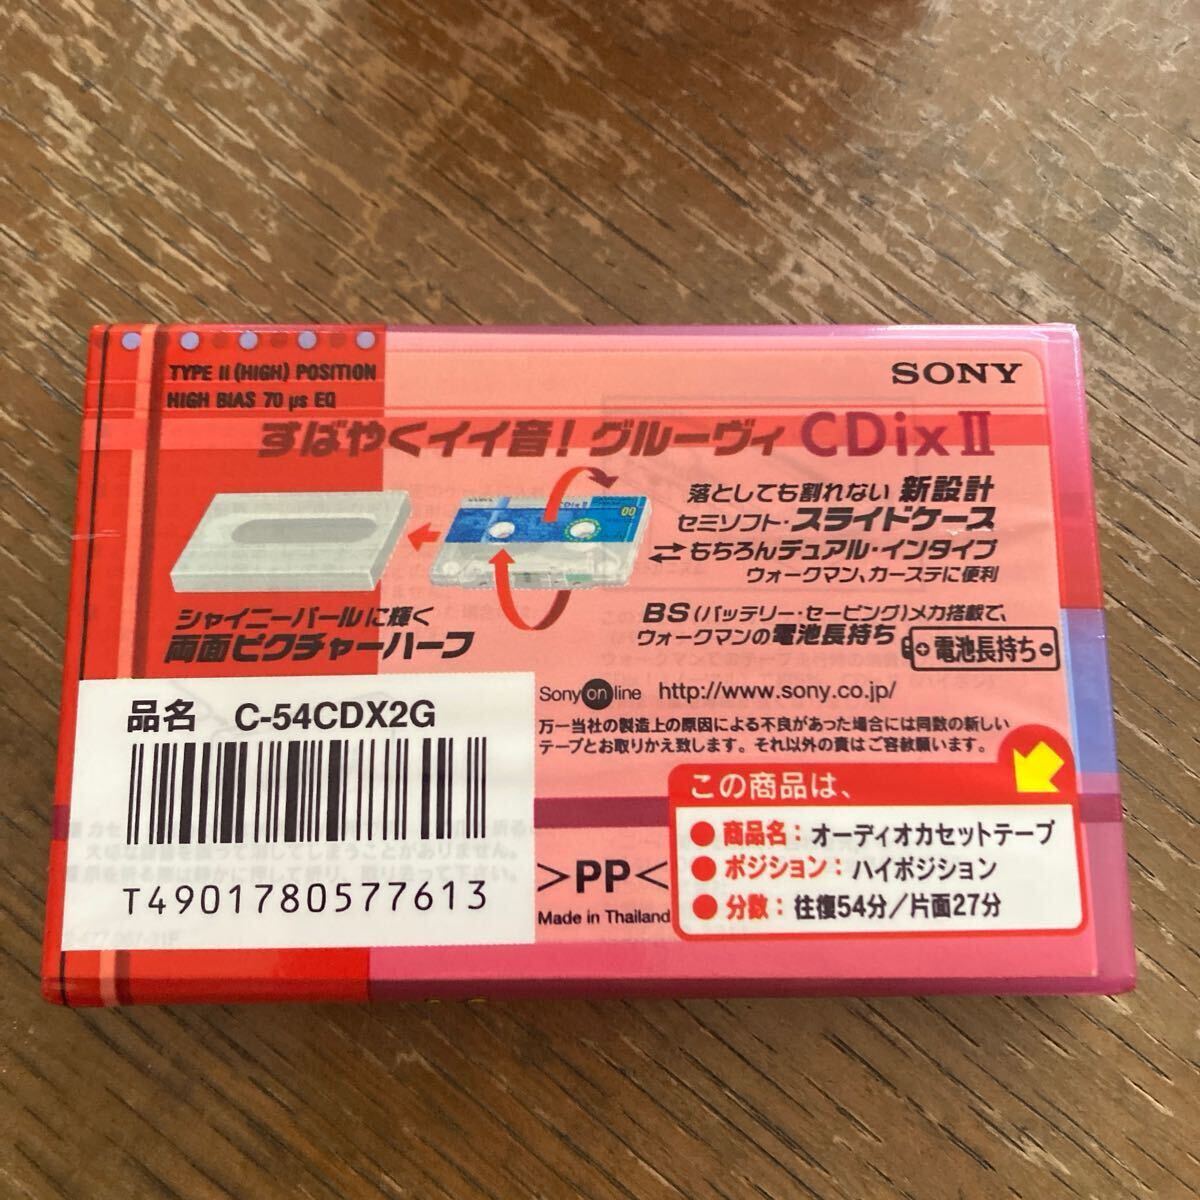 TYPE II (HIGH) POSITION
HIGH BIAS 70 μs EQ
SONY
すばやくイイ音!グルーヴィ CDixⅡ
CDixⅡ
00
落としても割れない 新設計
セミソフト・スライドケース
もちろんデュアル・インタイプ
ウォークマン、カーステに便利
シャイニーパールに輝く
両面ピクチャーハーフ
BS(バッテリー・セービング)メカ搭載で、
ウォークマンの電池長持ち
+電池長持ち-
Sony on line http://www.sony.co.jp/
万一当社の製造上の原因による不良があった場合には同数の新しい
テープとお取りかえ致します。それ以外の責はご容赦願います。
品名 C-54CDX2G
T4901780577613
>PP<
Made in Thailand
この商品は、
●商品名:オーディオカセットテープ
●ポジション:ハイポジション
●分数:往復54分/片面27分